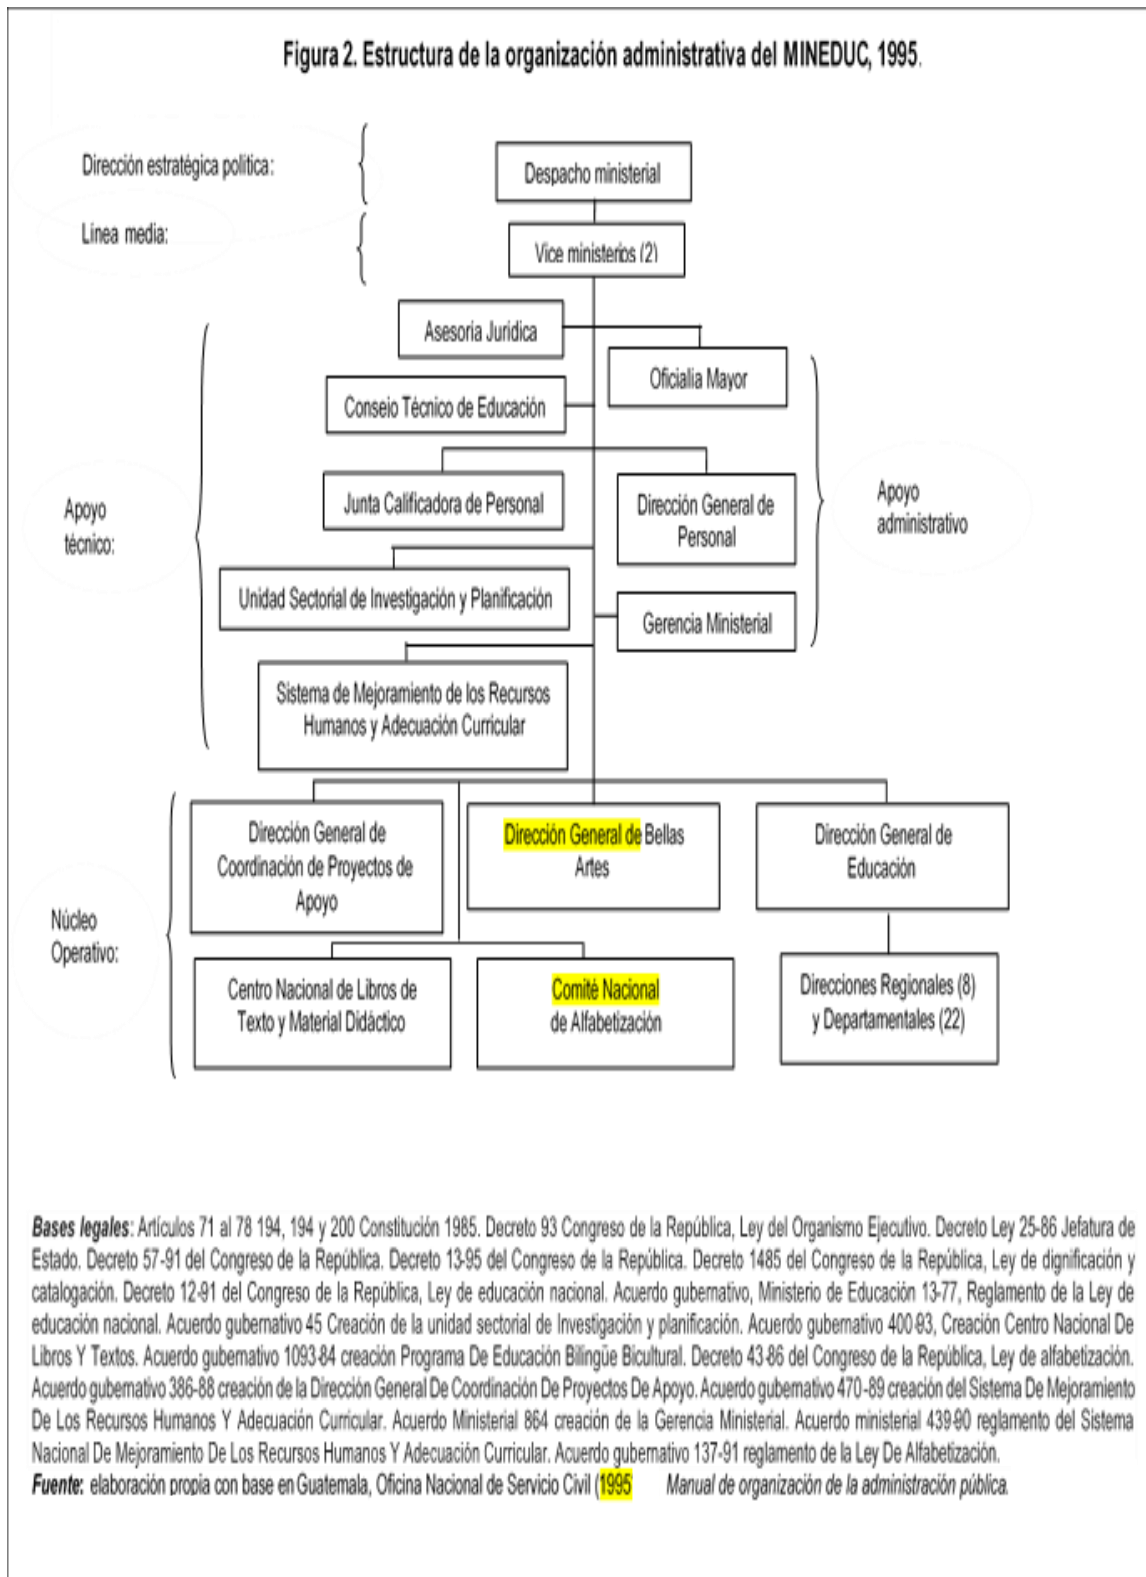 Figura 2. Estructura de la organización administrativa del MINEDUC, 1995.
Dirección estratégica política:
Despacho ministerial
Línea media:
Vice ministerios (2)
Asesoría Jurídica
Oficialia Mayor
Consejo Técnico de Educación
Junta Calificadora de Personal
Dirección General de
Personal
Apoyo
técnico:
Apoyo
administrativo
Unidad Sectorial de Investigación y Planificación
Gerencia Ministerial
Sistema de Mejoramiento de los Recursos
Humanos y Adecuación Curricular
Núcleo
Operativo:
Dirección General de
Coordinación de Proyectos de
Apoyo
Dirección General de Bellas
Artes
Dirección General de
Educación
Centro Nacional de Libros de
Texto y Material Didáctico
Comité Nacional
de Alfabetización
Direcciones Regionales (8)
y Departamentales (22)
Bases legales: Artículos 71 al 78 194, 194 y 200 Constitución 1985. Decreto 93 Congreso de la República, Ley del Organismo Ejecutivo. Decreto Ley 25-86 Jefatura de
Estado. Decreto 57-91 del Congreso de la República. Decreto 13-95 del Congreso de la República. Decreto 1485 del Congreso de la República, Ley de dignificación y
catalogación. Decreto 12-91 del Congreso de la República, Ley de educación nacional. Acuerdo gubernativo, Ministerio de Educación 13-77, Reglamento de la Ley de
educación nacional. Acuerdo gubernativo 45 Creación de la unidad sectorial de Investigación y planificación. Acuerdo gubernativo 400-93, Creación Centro Nacional De
Libros Y Textos. Acuerdo gubernativo 1093-84 creación Programa De Educación Bilingüe Bicultural. Decreto 43-86 del Congreso de la República, Ley de alfabetización.
Acuerdo gubernativo 386-88 creación de la Dirección General De Coordinación De Proyectos De Apoyo. Acuerdo gubernativo 470-89 creación del Sistema De Mejoramiento
De Los Recursos Humanos Y Adecuación Curricular. Acuerdo Ministerial 864 creación de la Gerencia Ministerial. Acuerdo ministerial 439-90 reglamento del Sistema
Nacional De Mejoramiento De Los Recursos Humanos Y Adecuación Curricular. Acuerdo gubernativo 137-91 reglamento de la Ley De Alfabetización.
Fuente: elaboración propia con base en Guatemala, Oficina Nacional de Servicio Civil (1995 Manual de organización de la administración pública.